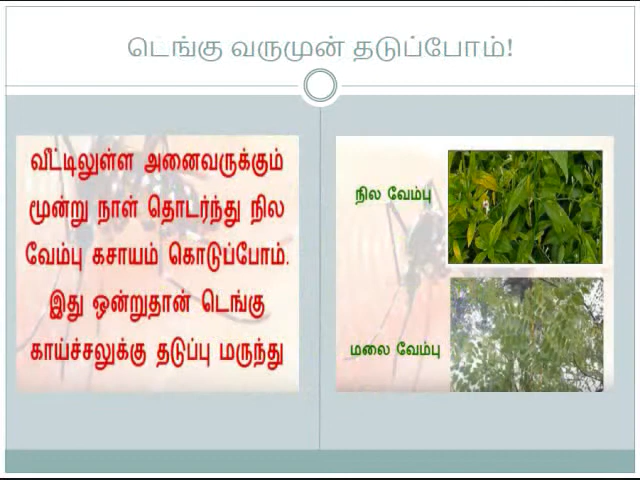 டெங்கு வருமுன் தடுப்போம்!
வீட்டிலுள்ள அனைவருக்கும்
மூன்று நாள் தொடர்ந்து நில
வேம்பு கசாயம் கொடுப்போம்.
இது ஒன்றுதான் டெங்கு
காய்ச்சலுக்கு தடுப்பு மருந்து
நில வேம்பு
மலை வேம்பு